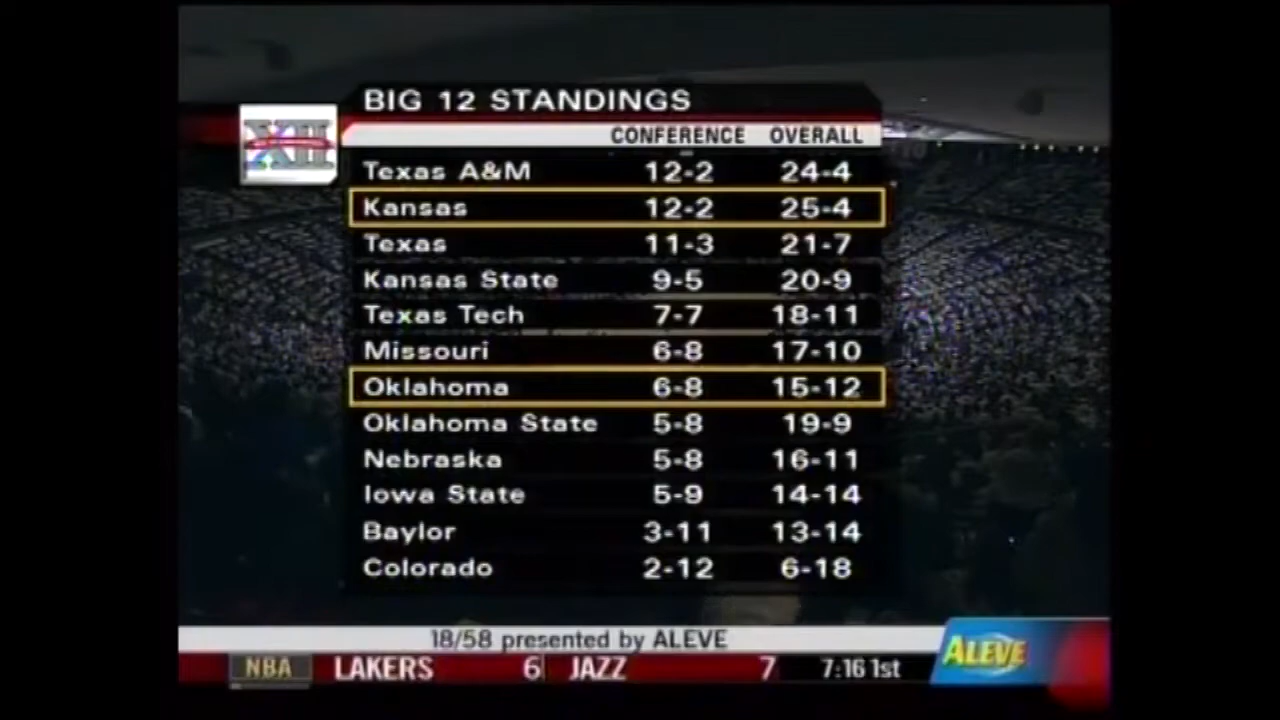 BIG 12 STANDINGS
XII
CONFERENCE OVERALL
Texas A&M 12-2 24-4
Kansas 12-2 25-4
Texas 11-3 21-7
Kansas State 9-5 20-9
Texas Tech 7-7 18-11
Missouri 6-8 17-10
Oklahoma 6-8 15-12
Oklahoma State 5-8 19-9
Nebraska 5-8 16-11
Iowa State 5-9 14-14
Baylor 3-11 13-14
Colorado 2-12 6-18
18/58 presented by ALEVE
ALEVE
NBA LAKERS 6 JAZZ 7 7:16 1st